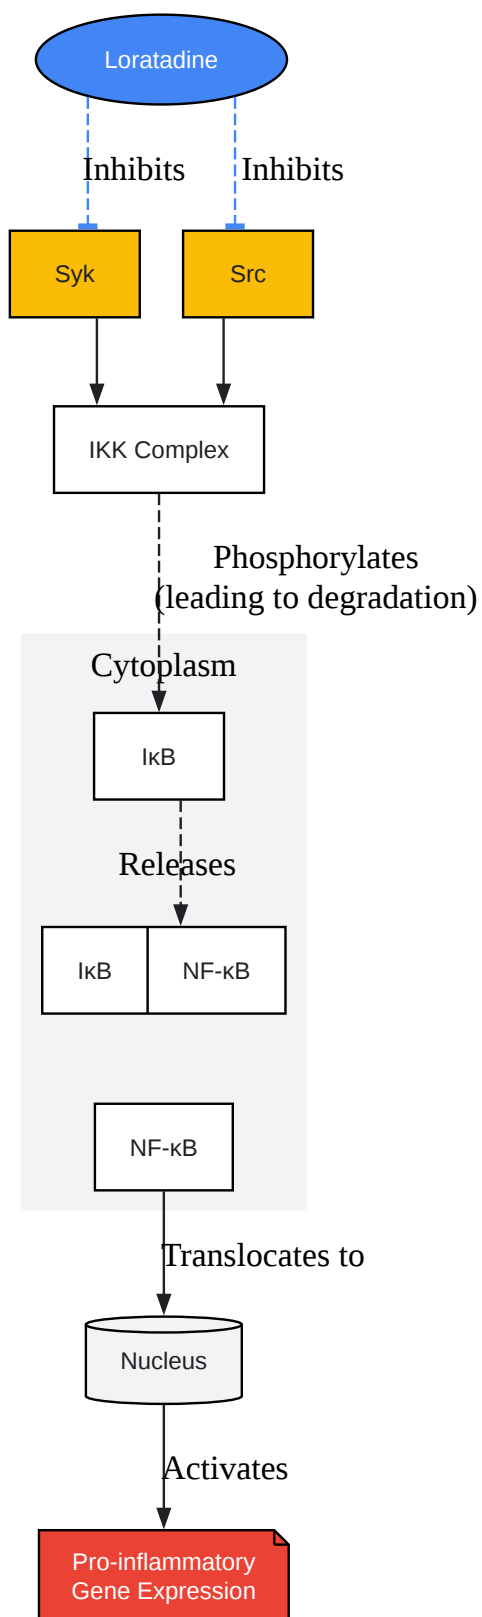 Loratadine
Inhibits Inhibits
Syk Src
IKK Complex
Phosphorylates
(leading to degradation)
Cytoplasm
IκB
Releases
IκB NF-κB
NF-κB
Translocates to
Nucleus
Activates
Pro-inflammatory
Gene Expression